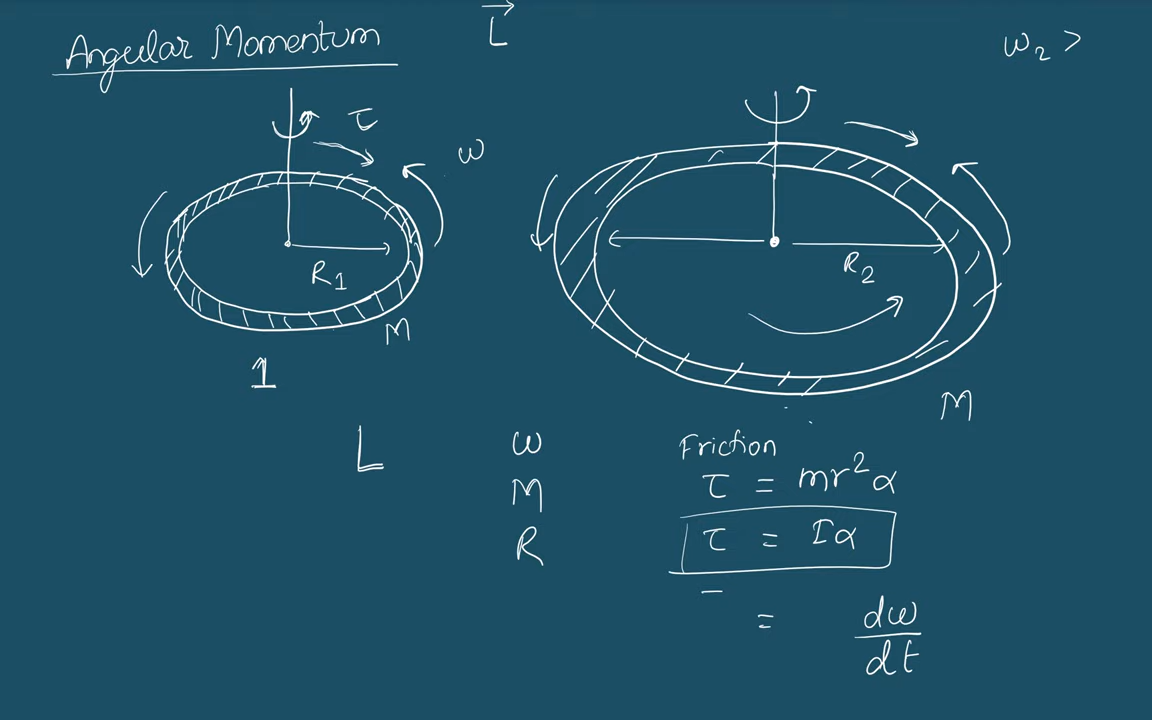 Angular Momentum
L
ω₂ >
τ
ω
R₁
R₂
M
1
M
L
ω
M
R
Friction
τ = mr²α
τ = Iα
= dω/dt